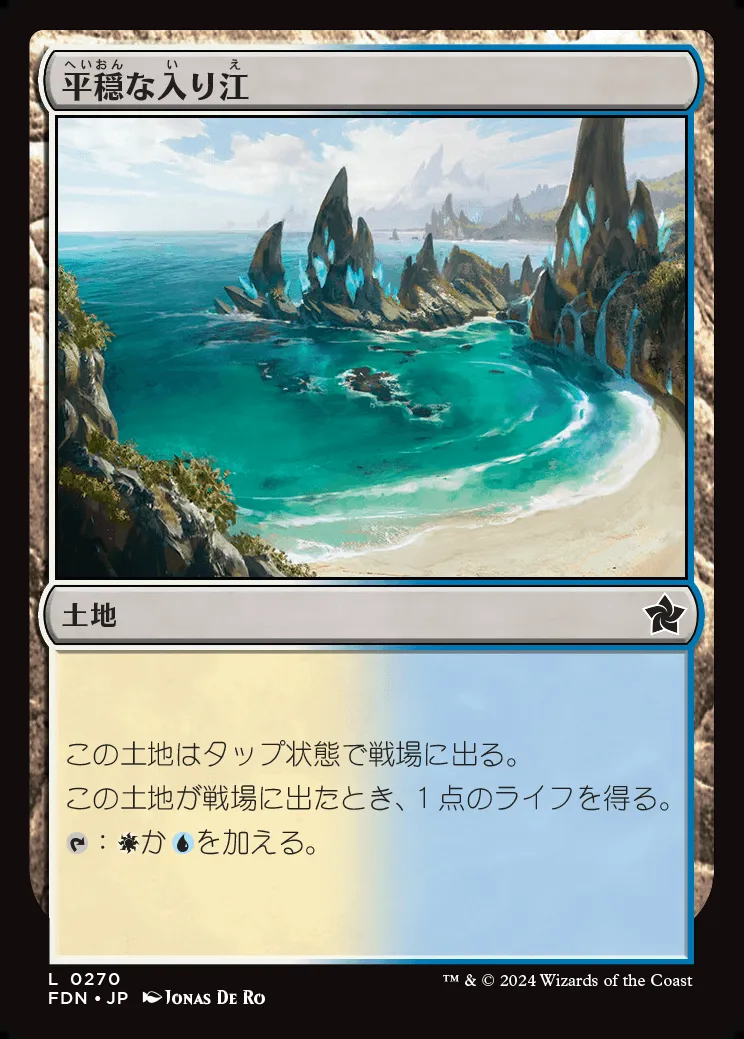 へいおん い え
平穏な入り江
土地
この土地はタップ状態で戦場に出る。
この土地が戦場に出たとき、1点のライフを得る。
：か を加える。
L 0270
FDN • JP Jonas De Ro
™ & © 2024 Wizards of the Coast